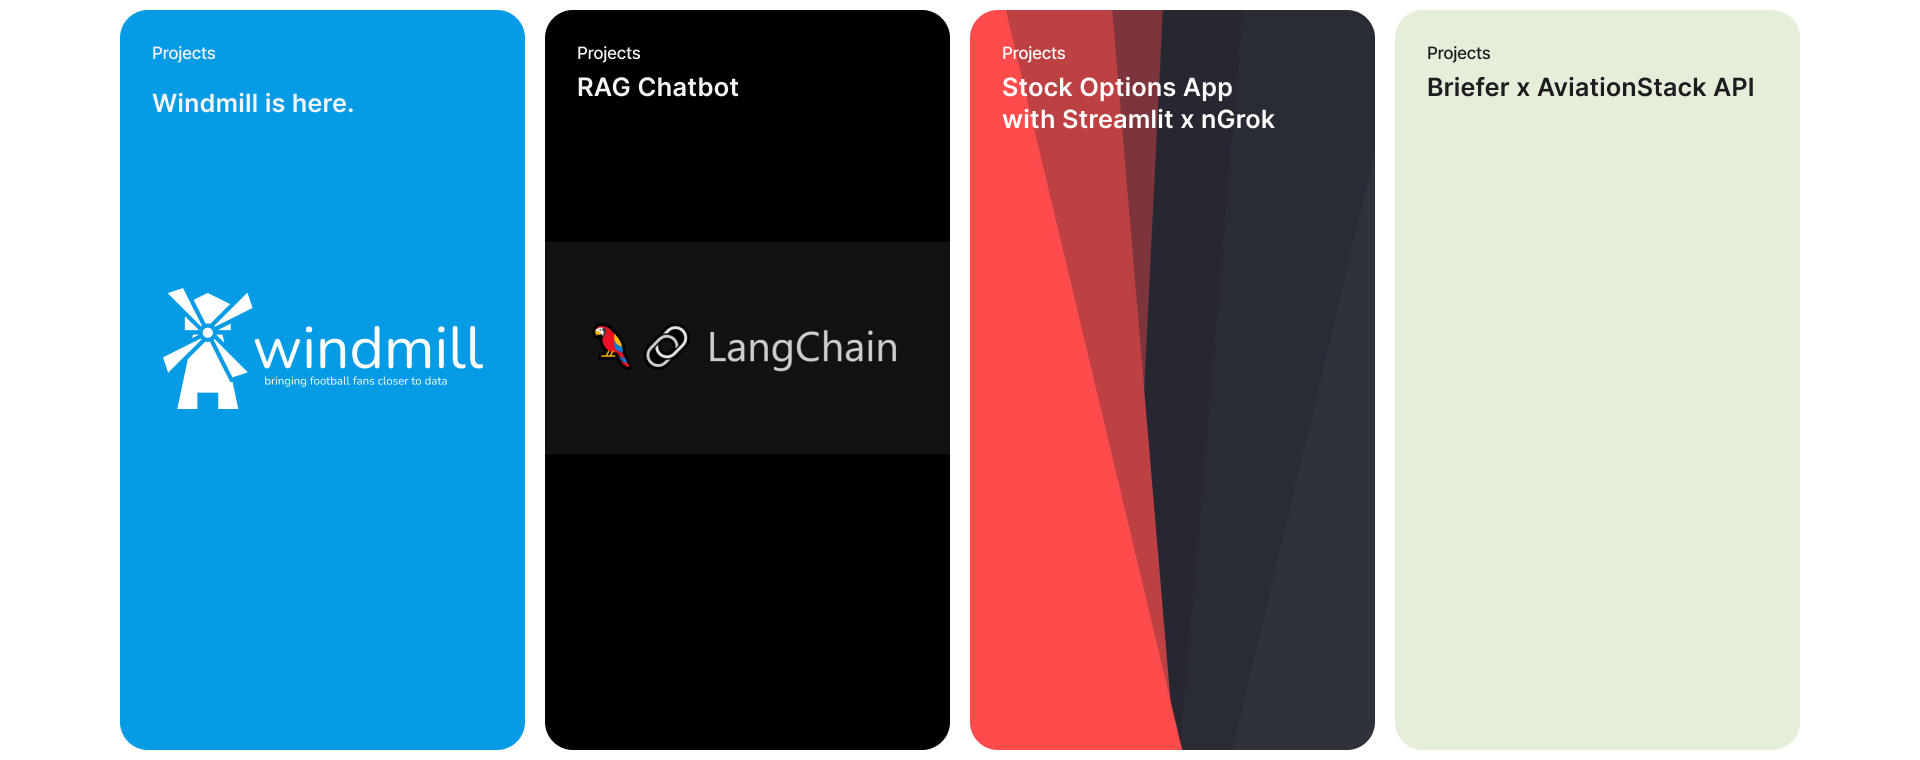 Projects
Windmill is here.
windmill
bringing football fans closer to data
Projects
RAG Chatbot
LangChain
Projects
Stock Options App
with Streamlit x nGrok
Projects
Briefer x AviationStack API